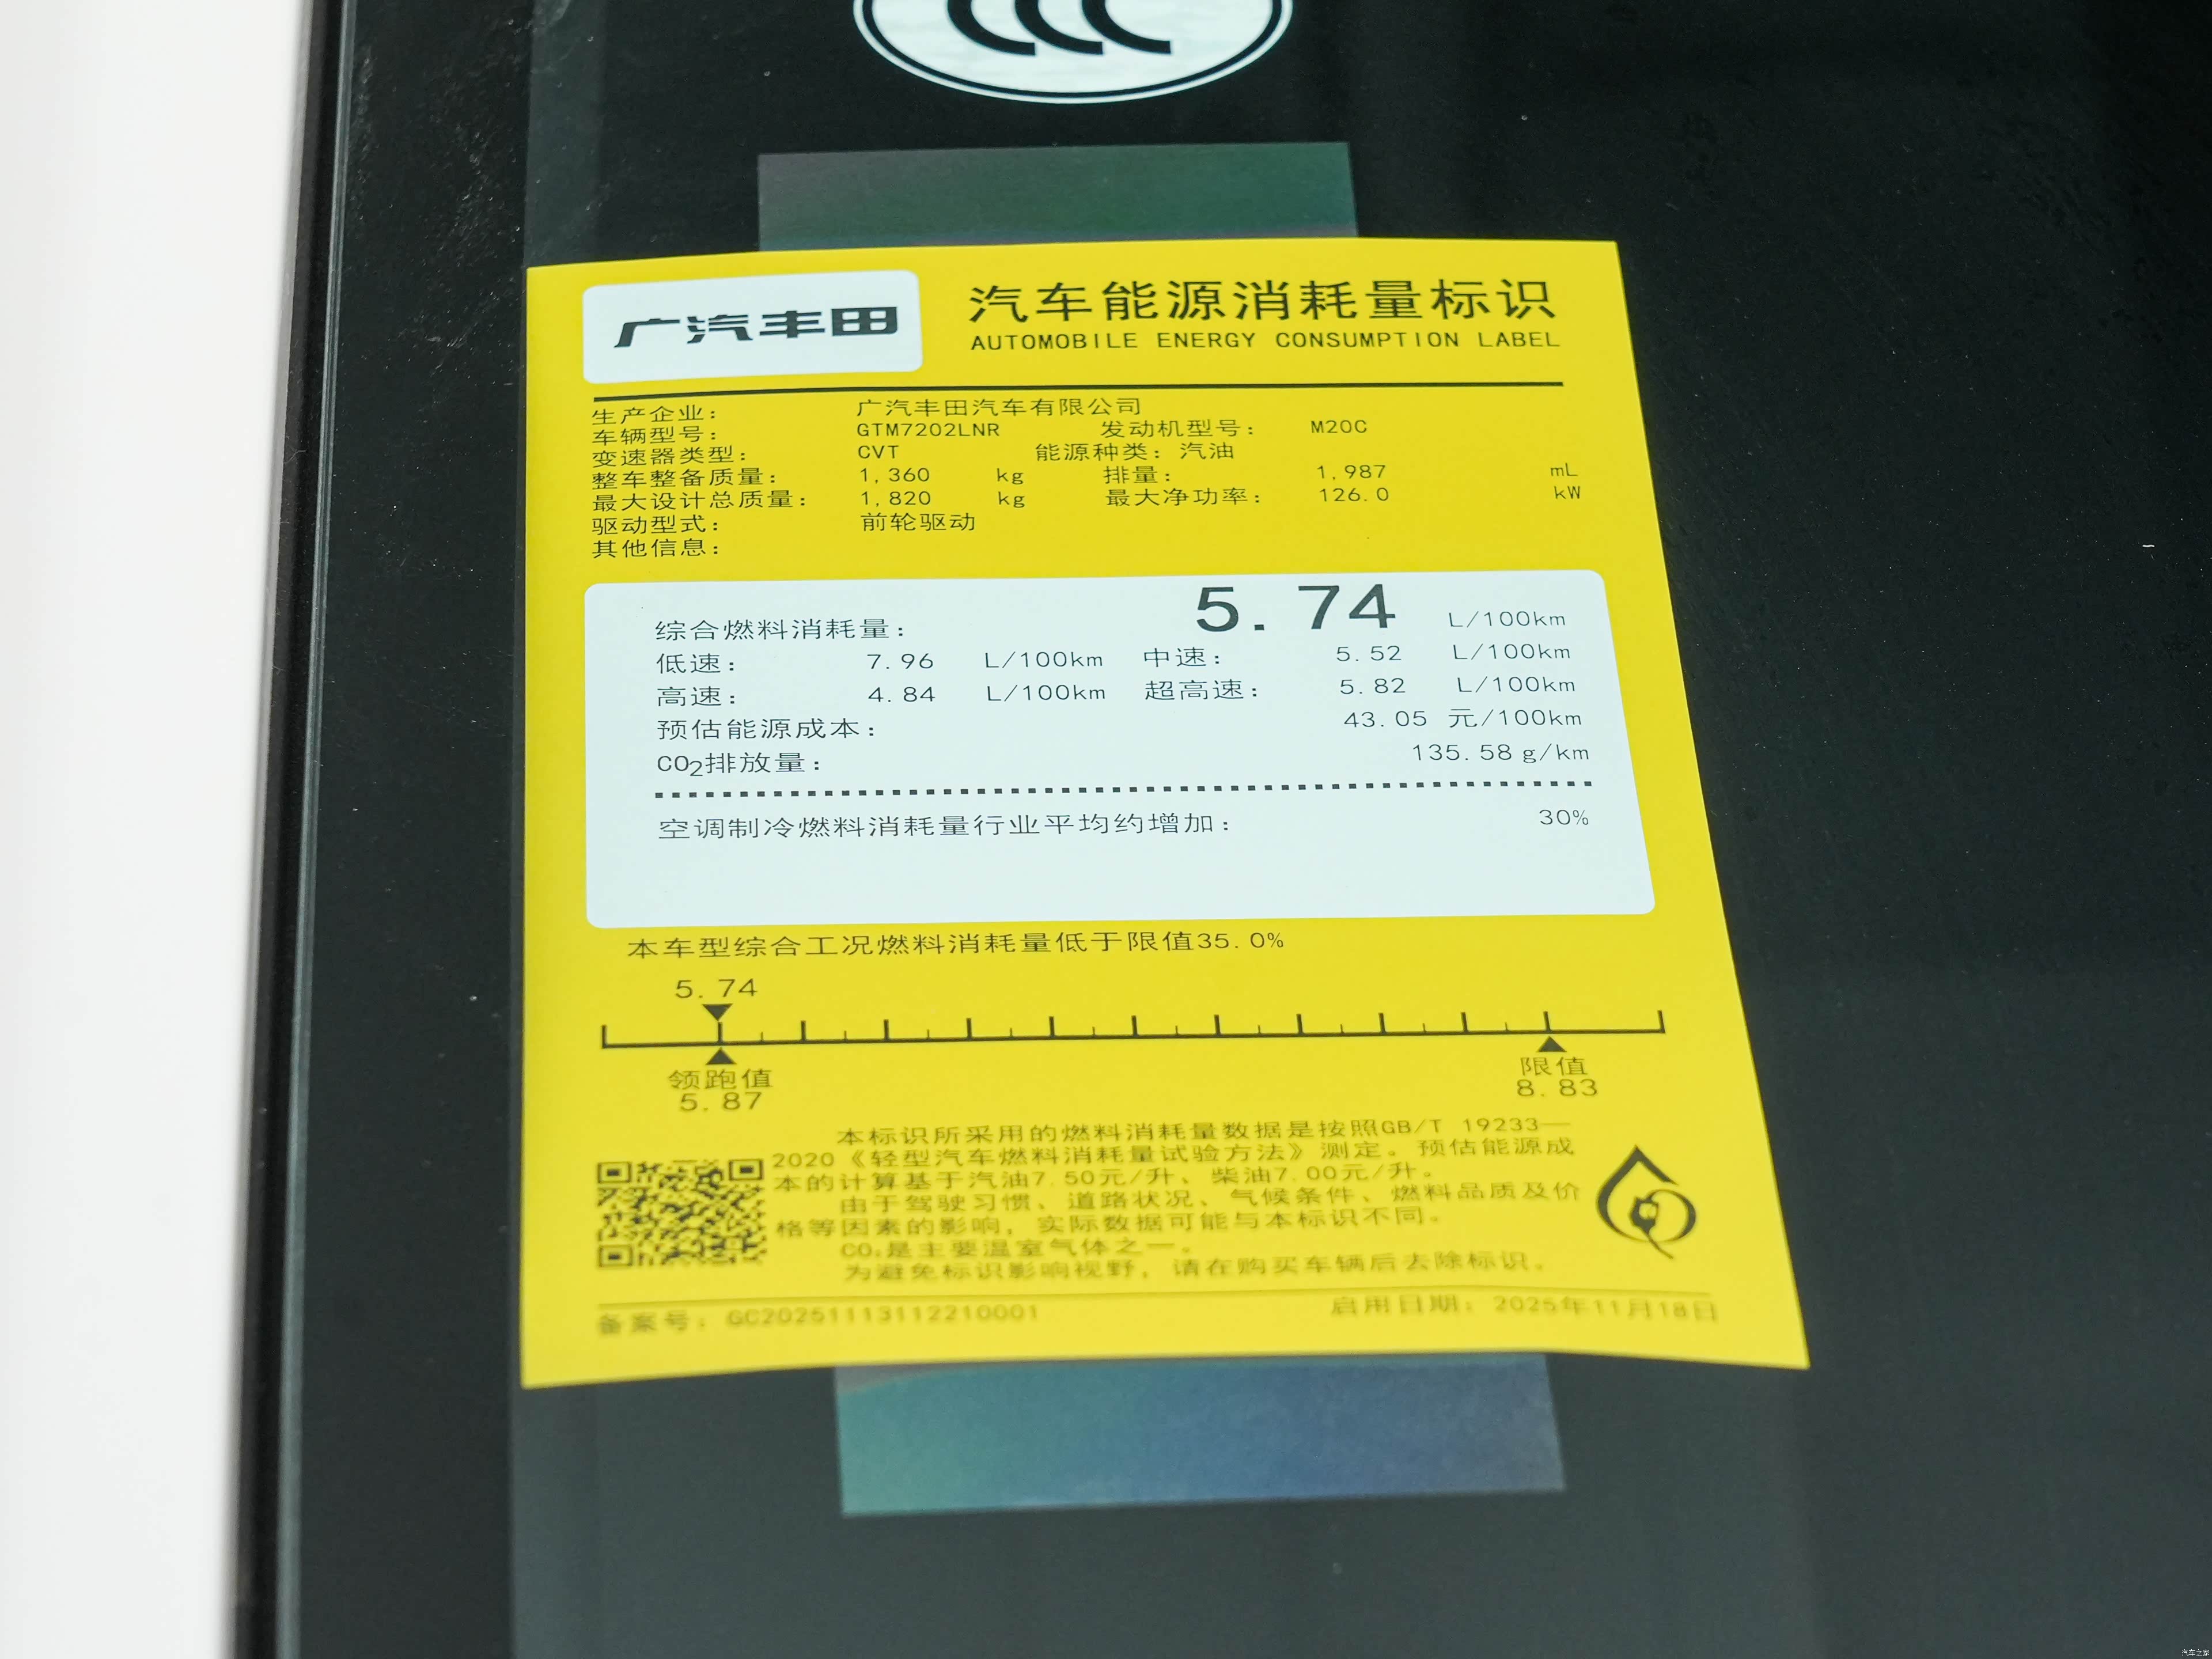 CCC
广汽丰田
汽车能源消耗量标识
AUTOMOBILE ENERGY CONSUMPTION LABEL
生产企业: 广汽丰田汽车有限公司
车辆型号: GTM7202LNR 发动机型号: M20C
变速器类型: CVT 能源种类: 汽油
整车整备质量: 1,360 kg 排量: 1,987 mL
最大设计总质量: 1,820 kg 最大净功率: 126.0 kW
驱动型式: 前轮驱动
其他信息:
综合燃料消耗量: 5.74 L/100km
低速: 7.96 L/100km 中速: 5.52 L/100km
高速: 4.84 L/100km 超高速: 5.82 L/100km
预估能源成本: 43.05 元/100km
CO2排放量: 135.58 g/km
空调制冷燃料消耗量行业平均约增加: 30%
本车型综合工况燃料消耗量低于限值35.0%
5.74
领跑值 限值
5.87 8.83
本标识所采用的燃料消耗量数据是按照GB/T 19233—
2020《轻型汽车燃料消耗量试验方法》测定。预估能源成
本的计算基于汽油7.50元/升、柴油7.00元/升。
由于驾驶习惯、道路状况、气候条件、燃料品质及价
格等因素的影响，实际数据可能与本标识不同。
CO2是主要温室气体之一。
为避免标识影响视野，请在购买车辆后去除标识。
备案号: GC20251113112210001 启用日期: 2025年11月18日
汽车之家